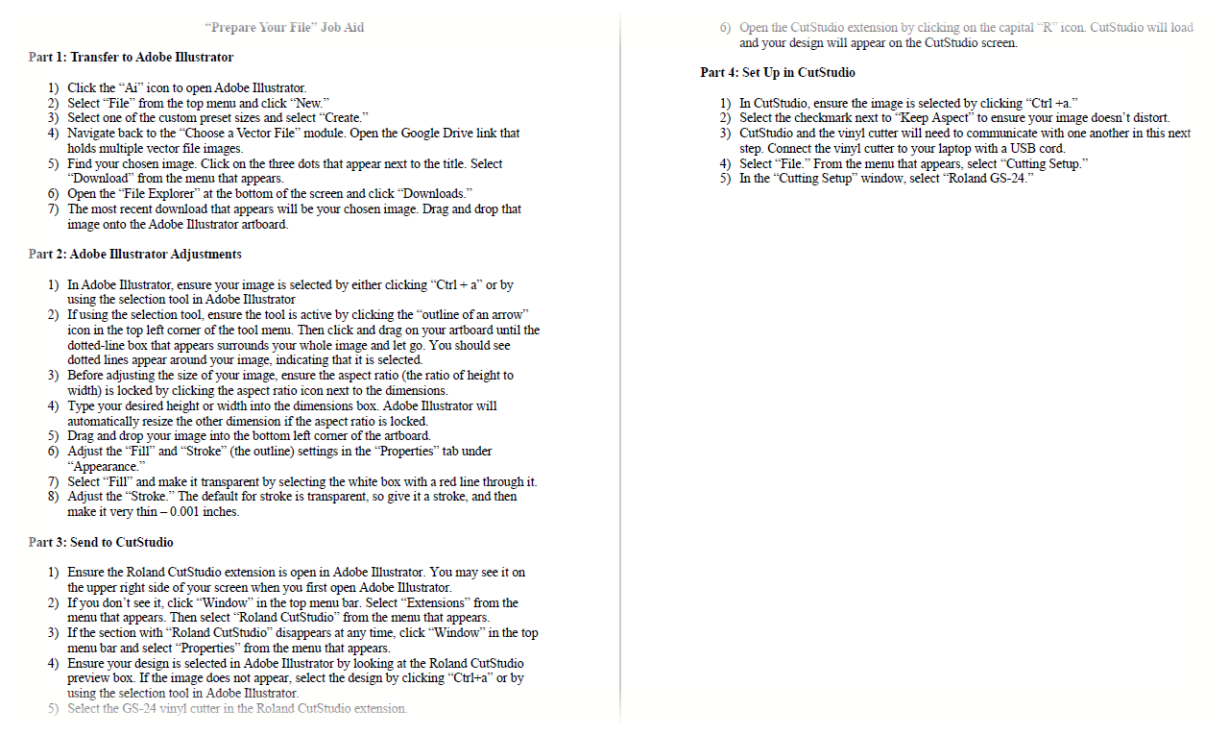 “Prepare Your File” Job Aid
Part 1: Transfer to Adobe Illustrator
1) Click the “Ai” icon to open Adobe Illustrator.
2) Select “File” from the top menu and click “New.”
3) Select one of the custom preset sizes and select “Create.”
4) Navigate back to the “Choose a Vector File” module. Open the Google Drive link that
holds multiple vector file images.
5) Find your chosen image. Click on the three dots that appear next to the title. Select
“Download” from the menu that appears.
6) Open the “File Explorer” at the bottom of the screen and click “Downloads.”
7) The most recent download that appears will be your chosen image. Drag and drop that
image onto the Adobe Illustrator artboard.
Part 2: Adobe Illustrator Adjustments
1) In Adobe Illustrator, ensure your image is selected by either clicking “Ctrl + a” or by
using the selection tool in Adobe Illustrator
2) If using the selection tool, ensure the tool is active by clicking the “outline of an arrow”
icon in the top left corner of the tool menu. Then click and drag on your artboard until the
dotted-line box that appears surrounds your whole image and let go. You should see
dotted lines appear around your image, indicating that it is selected.
3) Before adjusting the size of your image, ensure the aspect ratio (the ratio of height to
width) is locked by clicking the aspect ratio icon next to the dimensions.
4) Type your desired height or width into the dimensions box. Adobe Illustrator will
automatically resize the other dimension if the aspect ratio is locked.
5) Drag and drop your image into the bottom left corner of the artboard.
6) Adjust the “Fill” and “Stroke” (the outline) settings in the “Properties” tab under
“Appearance.”
7) Select “Fill” and make it transparent by selecting the white box with a red line through it.
8) Adjust the “Stroke.” The default for stroke is transparent, so give it a stroke, and then
make it very thin – 0.001 inches.
Part 3: Send to CutStudio
1) Ensure the Roland CutStudio extension is open in Adobe Illustrator. You may see it on
the upper right side of your screen when you first open Adobe Illustrator.
2) If you don’t see it, click “Window” in the top menu bar. Select “Extensions” from the
menu that appears. Then select “Roland CutStudio” from the menu that appears.
3) If the section with “Roland CutStudio” disappears at any time, click “Window” in the top
menu bar and select “Properties” from the menu that appears.
4) Ensure your design is selected in Adobe Illustrator by looking at the Roland CutStudio
preview box. If the image does not appear, select the design by clicking “Ctrl+a” or by
using the selection tool in Adobe Illustrator.
5) Select the GS-24 vinyl cutter in the Roland CutStudio extension.
6) Open the CutStudio extension by clicking on the capital “R” icon. CutStudio will load
and your design will appear on the CutStudio screen.
Part 4: Set Up in CutStudio
1) In CutStudio, ensure the image is selected by clicking “Ctrl +a.”
2) Select the checkmark next to “Keep Aspect” to ensure your image doesn’t distort.
3) CutStudio and the vinyl cutter will need to communicate with one another in this next
step. Connect the vinyl cutter to your laptop with a USB cord.
4) Select “File.” From the menu that appears, select “Cutting Setup.”
5) In the “Cutting Setup” window, select “Roland GS-24.”